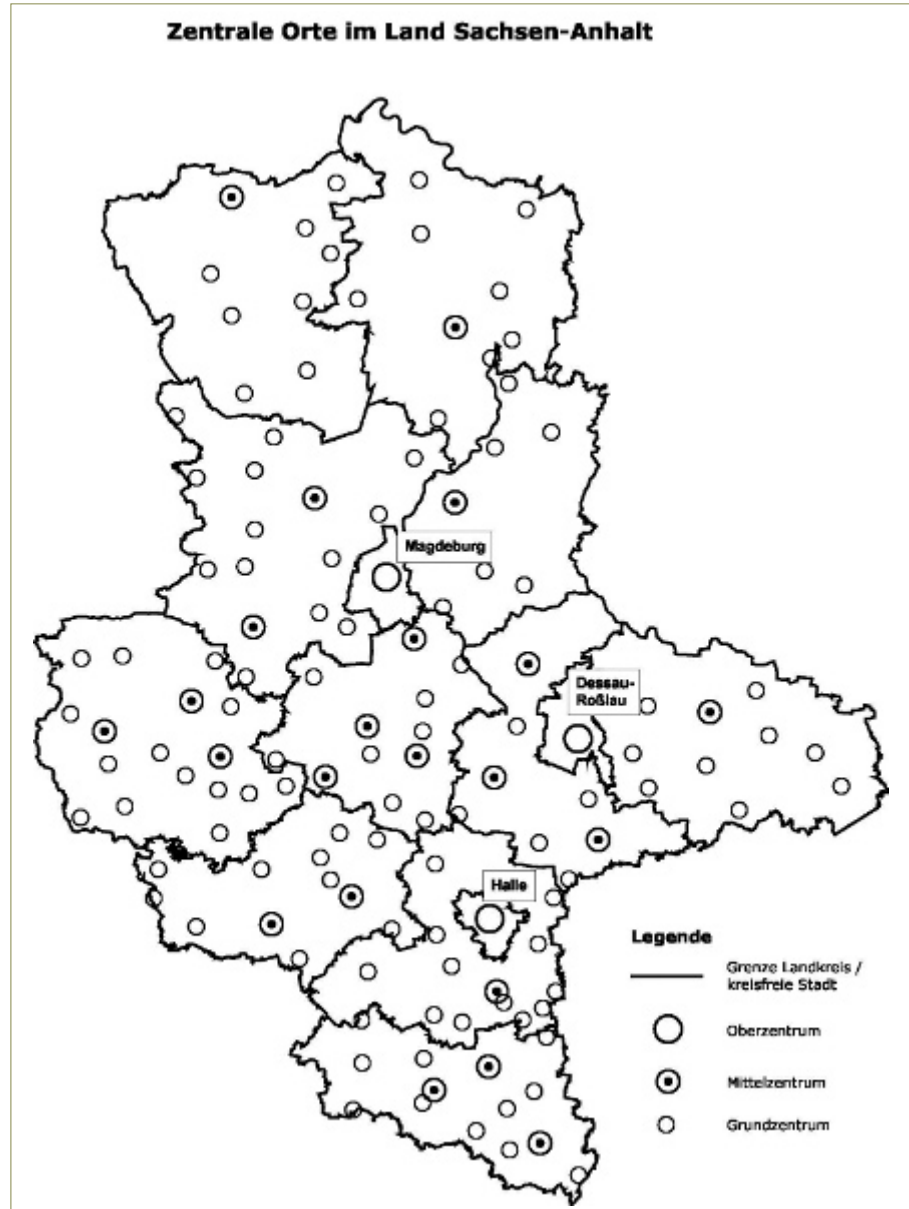 Zentrale Orte im Land Sachsen-Anhalt
Magdeburg
Dessau-
Roßlau
Halle
Legende
Grenze Landkreis /
kreisfreie Stadt
Oberzentrum
Mittelzentrum
Grundzentrum